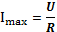 I_max = U/R